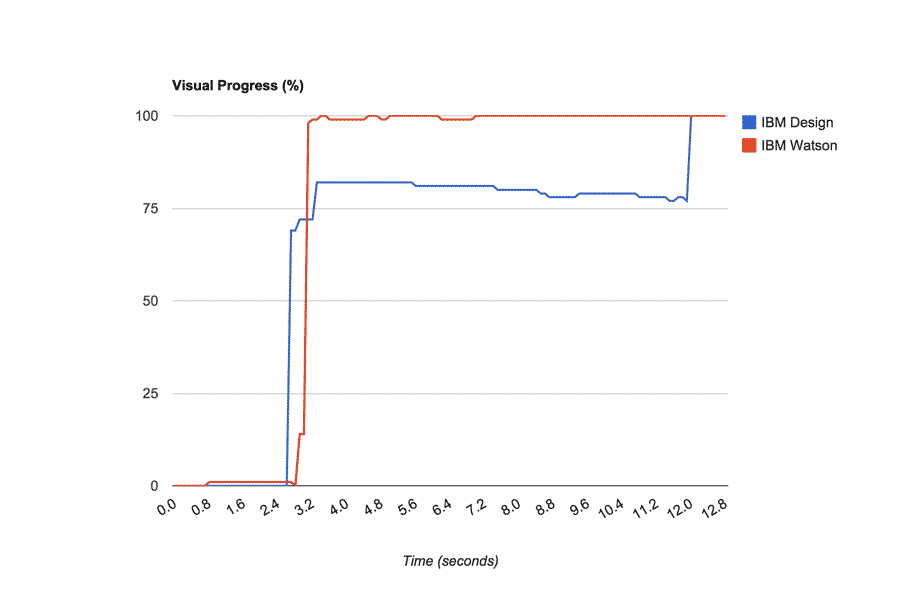 Visual Progress (%)
100
75
50
25
0
IBM Design
IBM Watson
0.0 0.8 1.6 2.4 3.2 4.0 4.8 5.6 6.4 7.2 8.0 8.8 9.6 10.4 11.2 12.0 12.8
Time (seconds)